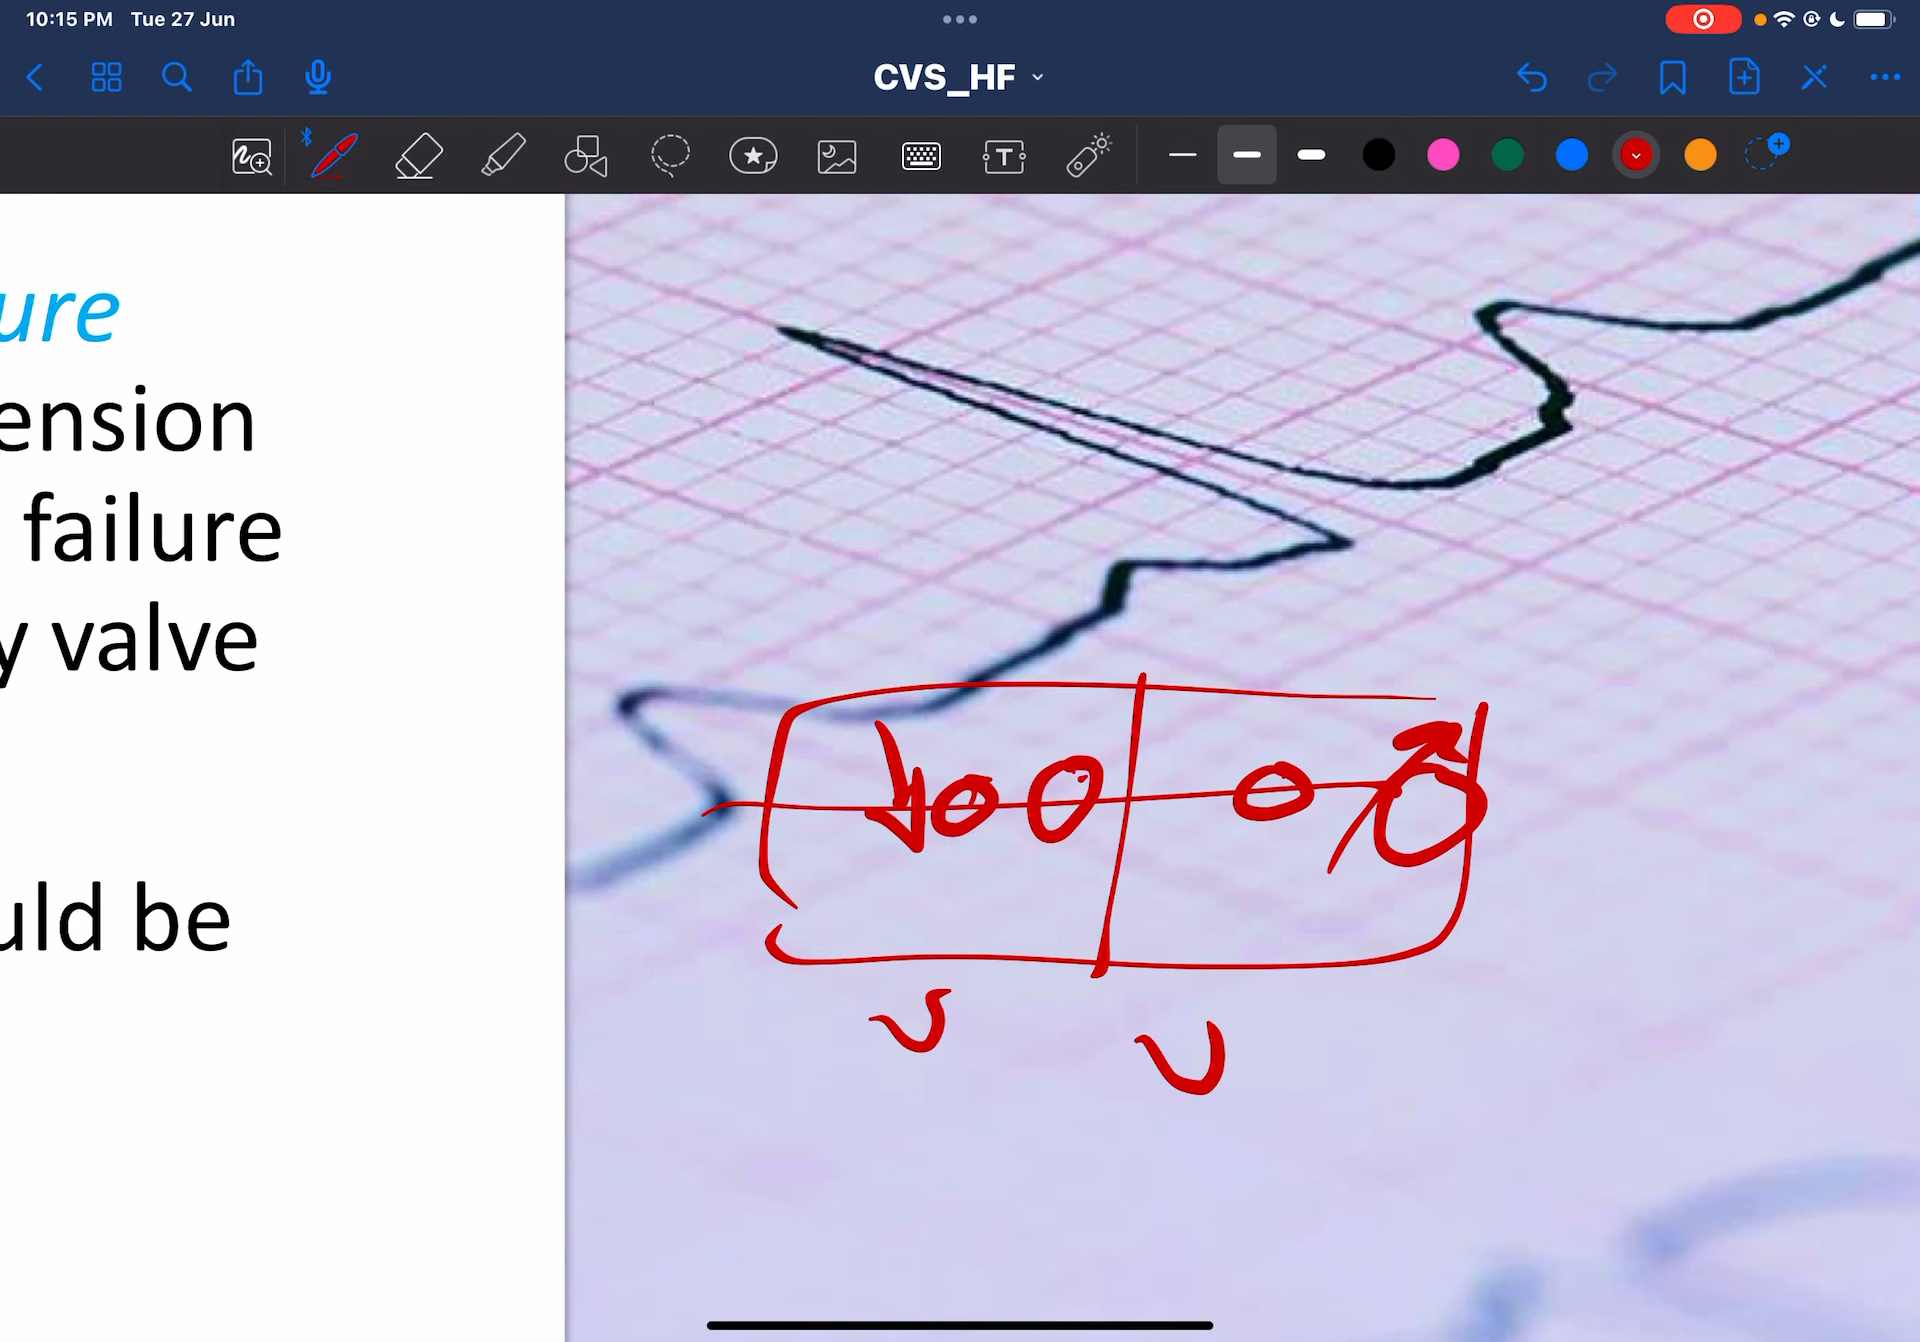 10:15 PM Tue 27 Jun
CVS_HF
T
ure
ension
failure
y valve
uld be